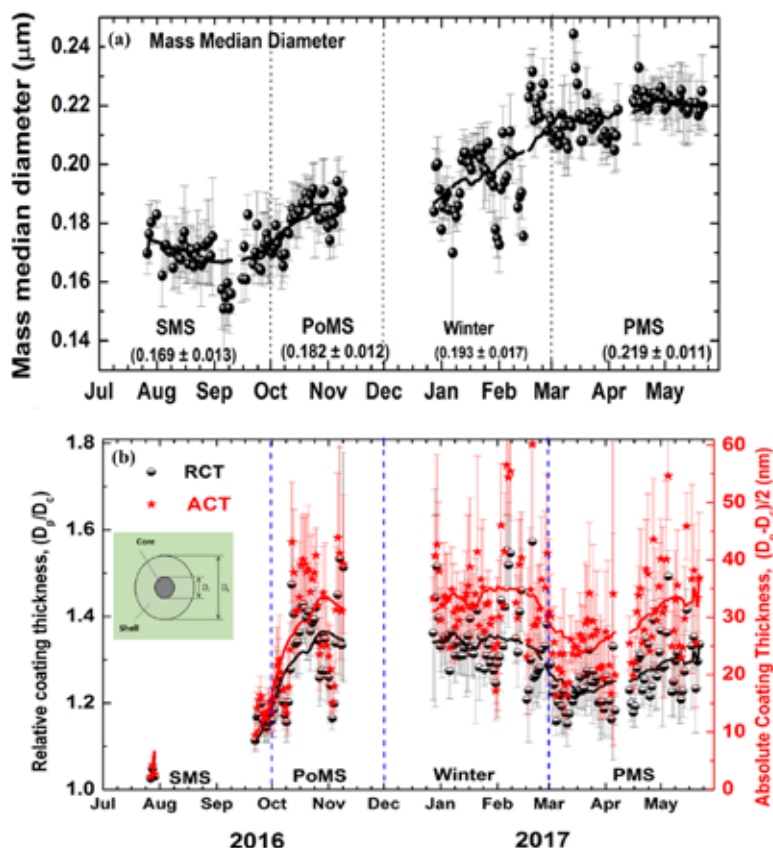 (a) Mass Median Diameter
Mass median diameter (μm)
0.24
0.22
0.20
0.18
0.16
0.14
SMS PoMS Winter PMS
(0.169 ± 0.013) (0.182 ± 0.012) (0.193 ± 0.017) (0.219 ± 0.011)
Jul Aug Sep Oct Nov Dec Jan Feb Mar Apr May
(b)
RCT
ACT
Core
Shell
Relative coating thickness, (Dp/Dc)
1.8
1.6
1.4
1.2
1.0
Absolute Coating Thickness, (Dp-Dc)/2 (nm)
60
50
40
30
20
10
0
SMS PoMS Winter PMS
Jul Aug Sep Oct Nov Dec Jan Feb Mar Apr May
2016 2017